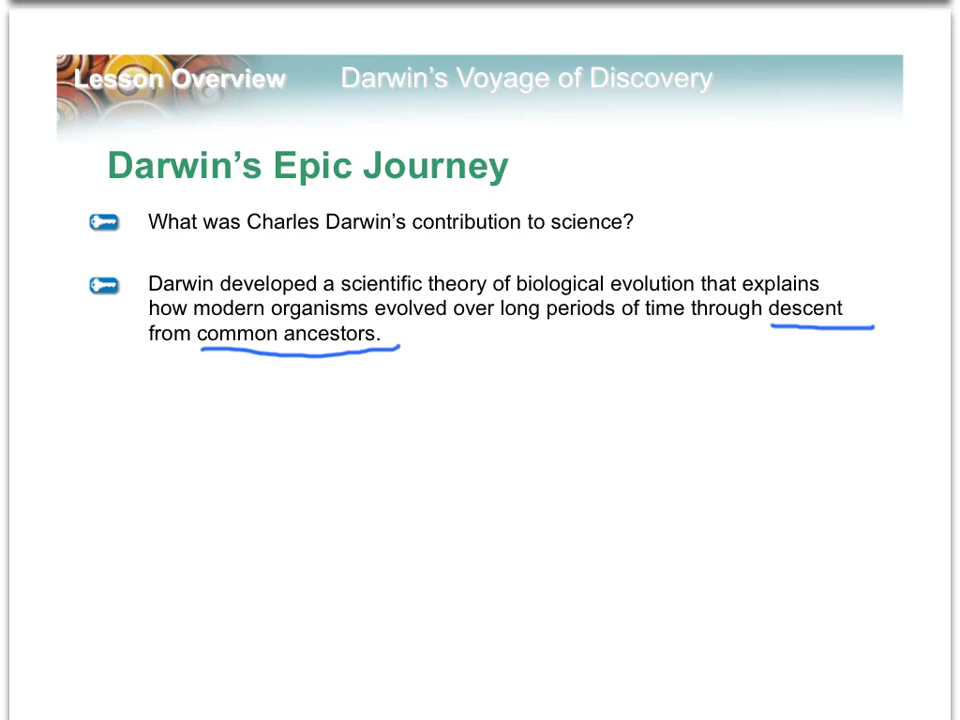 Lesson Overview Darwin's Voyage of Discovery
Darwin's Epic Journey
What was Charles Darwin's contribution to science?
Darwin developed a scientific theory of biological evolution that explains
how modern organisms evolved over long periods of time through descent
from common ancestors.